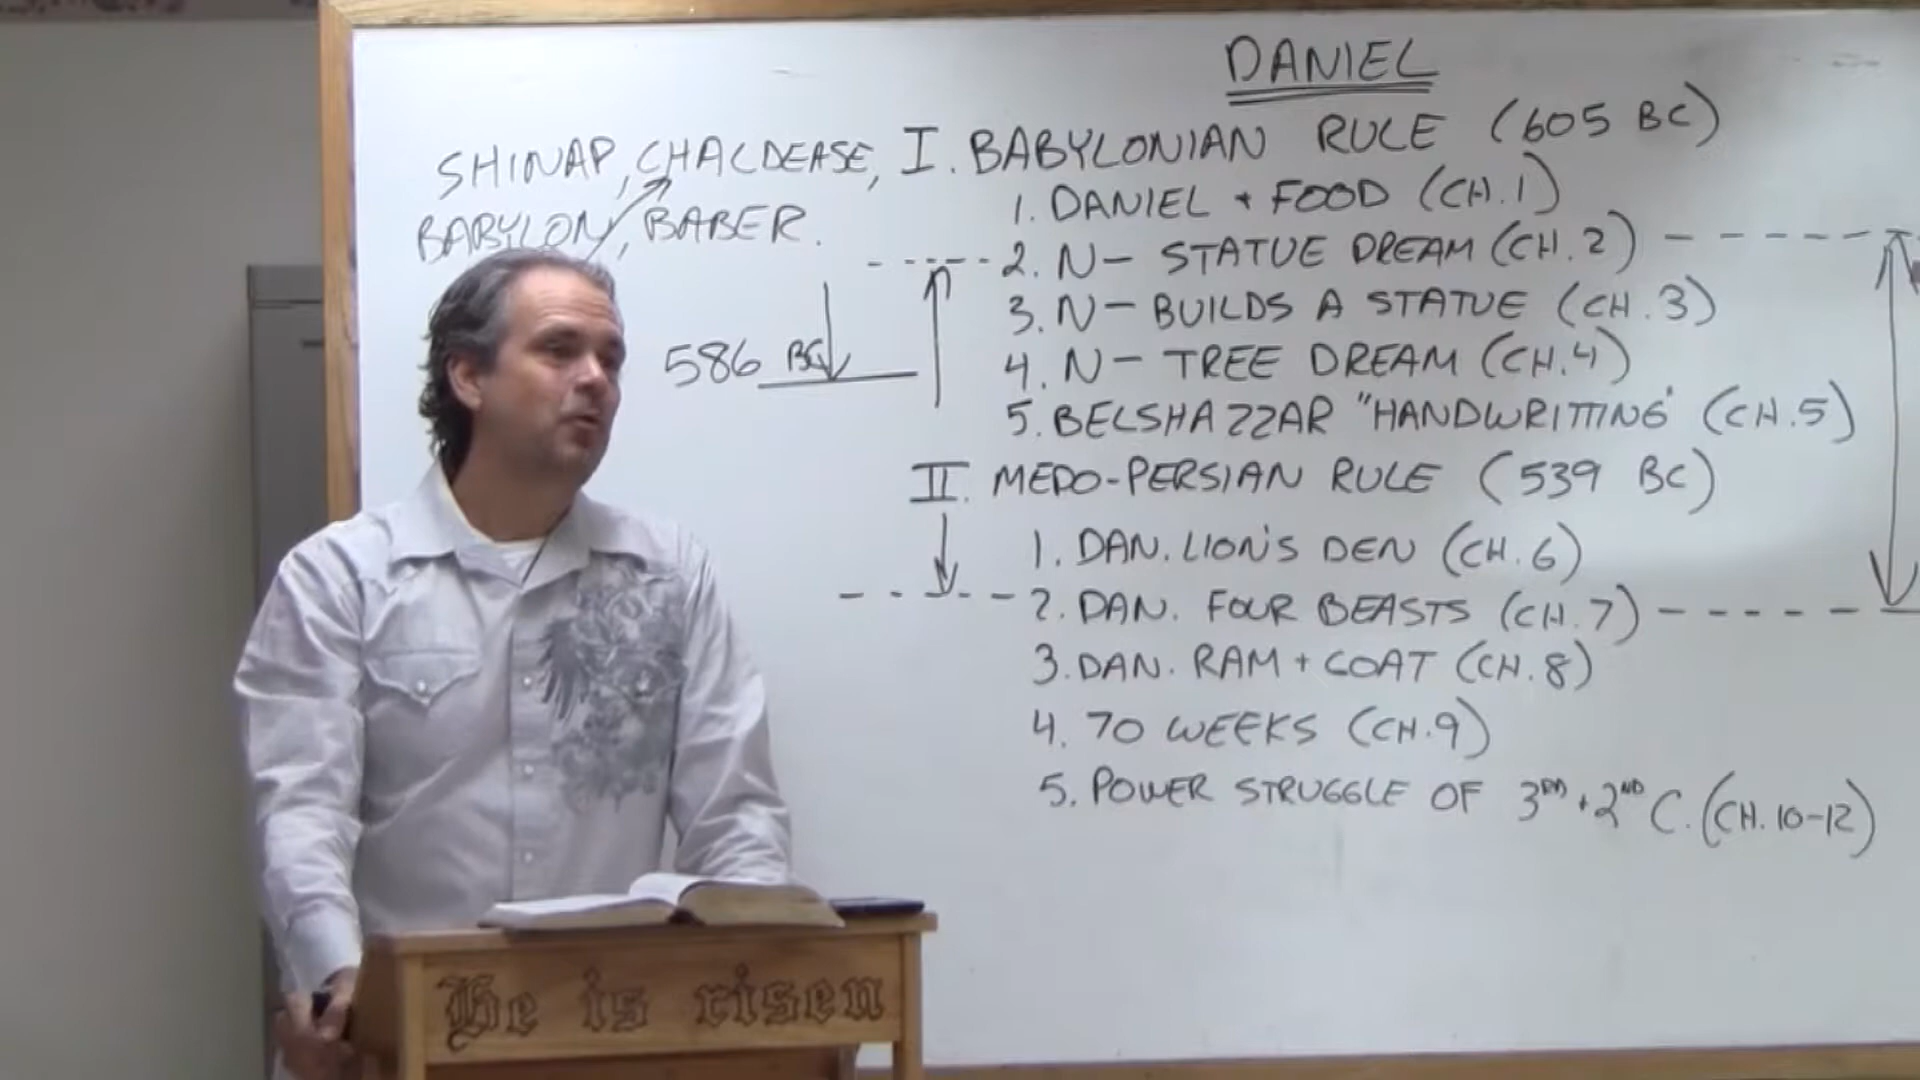 DANIEL
SHINAP, CHALDEASE,
BABYLON, BABER.
586 BC
I. BABYLONIAN RULE (605 BC)
1. DANIEL + FOOD (CH.1)
2. N- STATUE DREAM (CH.2)
3. N- BUILDS A STATUE (CH.3)
4. N- TREE DREAM (CH.4)
5. BELSHAZZAR "HANDWRITTING" (CH.5)
II. MEDO-PERSIAN RULE (539 BC)
1. DAN. LION'S DEN (CH.6)
2. DAN. FOUR BEASTS (CH.7)
3. DAN. RAM + GOAT (CH.8)
4. 70 WEEKS (CH.9)
5. POWER STRUGGLE OF 3RD + 2ND C. (CH.10-12)
He is risen